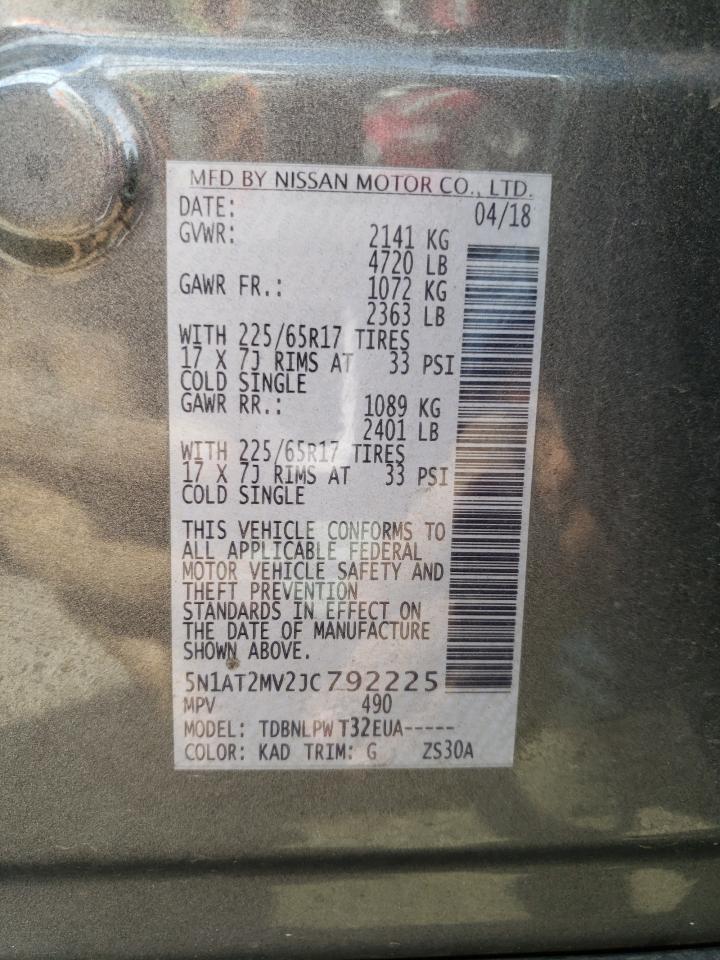 MFD BY NISSAN MOTOR CO., LTD.
DATE: 04/18
GVWR: 2141 KG
4720 LB
GAWR FR.: 1072 KG
2363 LB
WITH 225/65R17 TIRES
17 X 7J RIMS AT 33 PSI
COLD SINGLE
GAWR RR.: 1089 KG
2401 LB
WITH 225/65R17 TIRES
17 X 7J RIMS AT 33 PSI
COLD SINGLE
THIS VEHICLE CONFORMS TO
ALL APPLICABLE FEDERAL
MOTOR VEHICLE SAFETY AND
THEFT PREVENTION
STANDARDS IN EFFECT ON
THE DATE OF MANUFACTURE
SHOWN ABOVE.
5N1AT2MV2JC792225
MPV 490
MODEL: TDBNLPW T32EUA-----
COLOR: KAD TRIM: G ZS30A